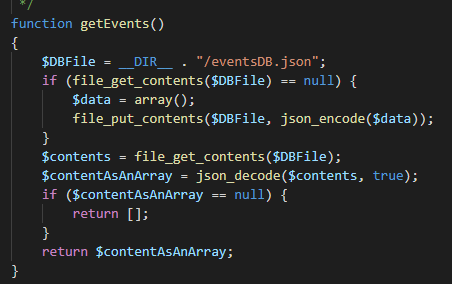 */
function getEvents()
{
    $DBFile = __DIR__ . "/eventsDB.json";
    if (file_get_contents($DBFile) == null) {
        $data = array();
        file_put_contents($DBFile, json_encode($data));
    }
    $contents = file_get_contents($DBFile);
    $contentAsAnArray = json_decode($contents, true);
    if ($contentAsAnArray == null) {
        return [];
    }
    return $contentAsAnArray;
}